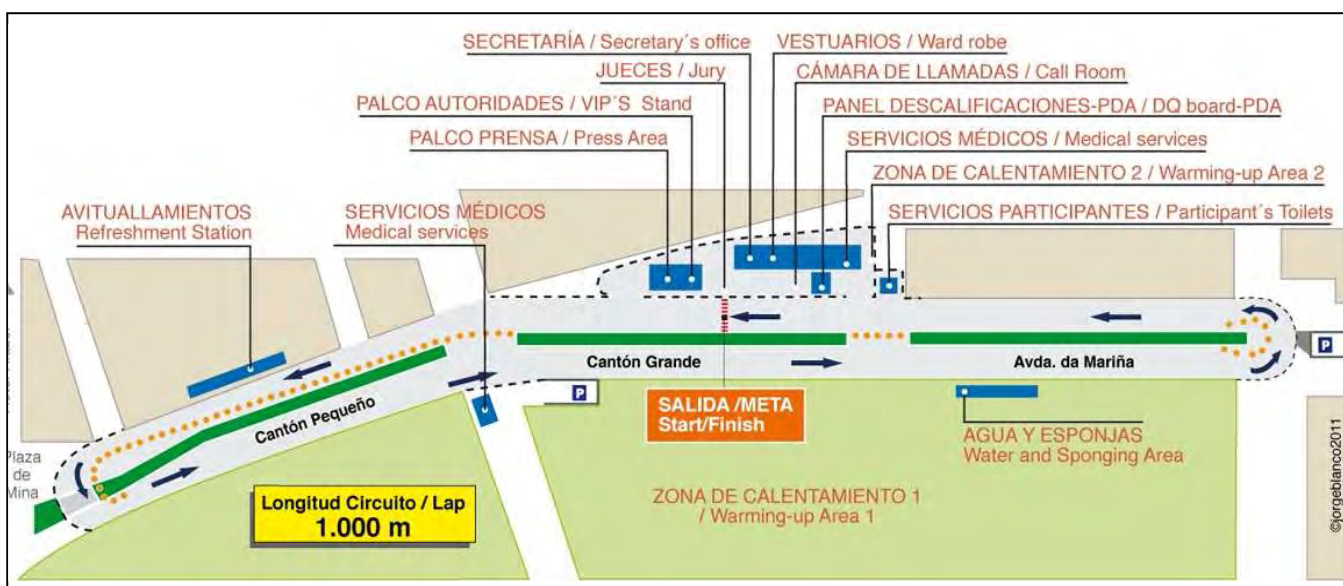 SECRETARÍA / Secretary´s office
VESTUARIOS / Ward robe
JUECES / Jury
CÁMARA DE LLAMADAS / Call Room
PALCO AUTORIDADES / VIP´S Stand
PANEL DESCALIFICACIONES-PDA / DQ board-PDA
PALCO PRENSA / Press Area
SERVICIOS MÉDICOS / Medical services
ZONA DE CALENTAMIENTO 2 / Warming-up Area 2
AVITUALLAMIENTOS
Refreshment Station
SERVICIOS MÉDICOS
Medical services
SERVICIOS PARTICIPANTES / Participant´s Toilets
Cantón Grande
Avda. da Mariña
P
Cantón Pequeño
P
SALIDA /META
Start/Finish
AGUA Y ESPONJAS
Water and Sponging Area
Plaza
de
Mina
Longitud Circuito / Lap
1.000 m
ZONA DE CALENTAMIENTO 1
/ Warming-up Area 1
©jorgeblanco2011